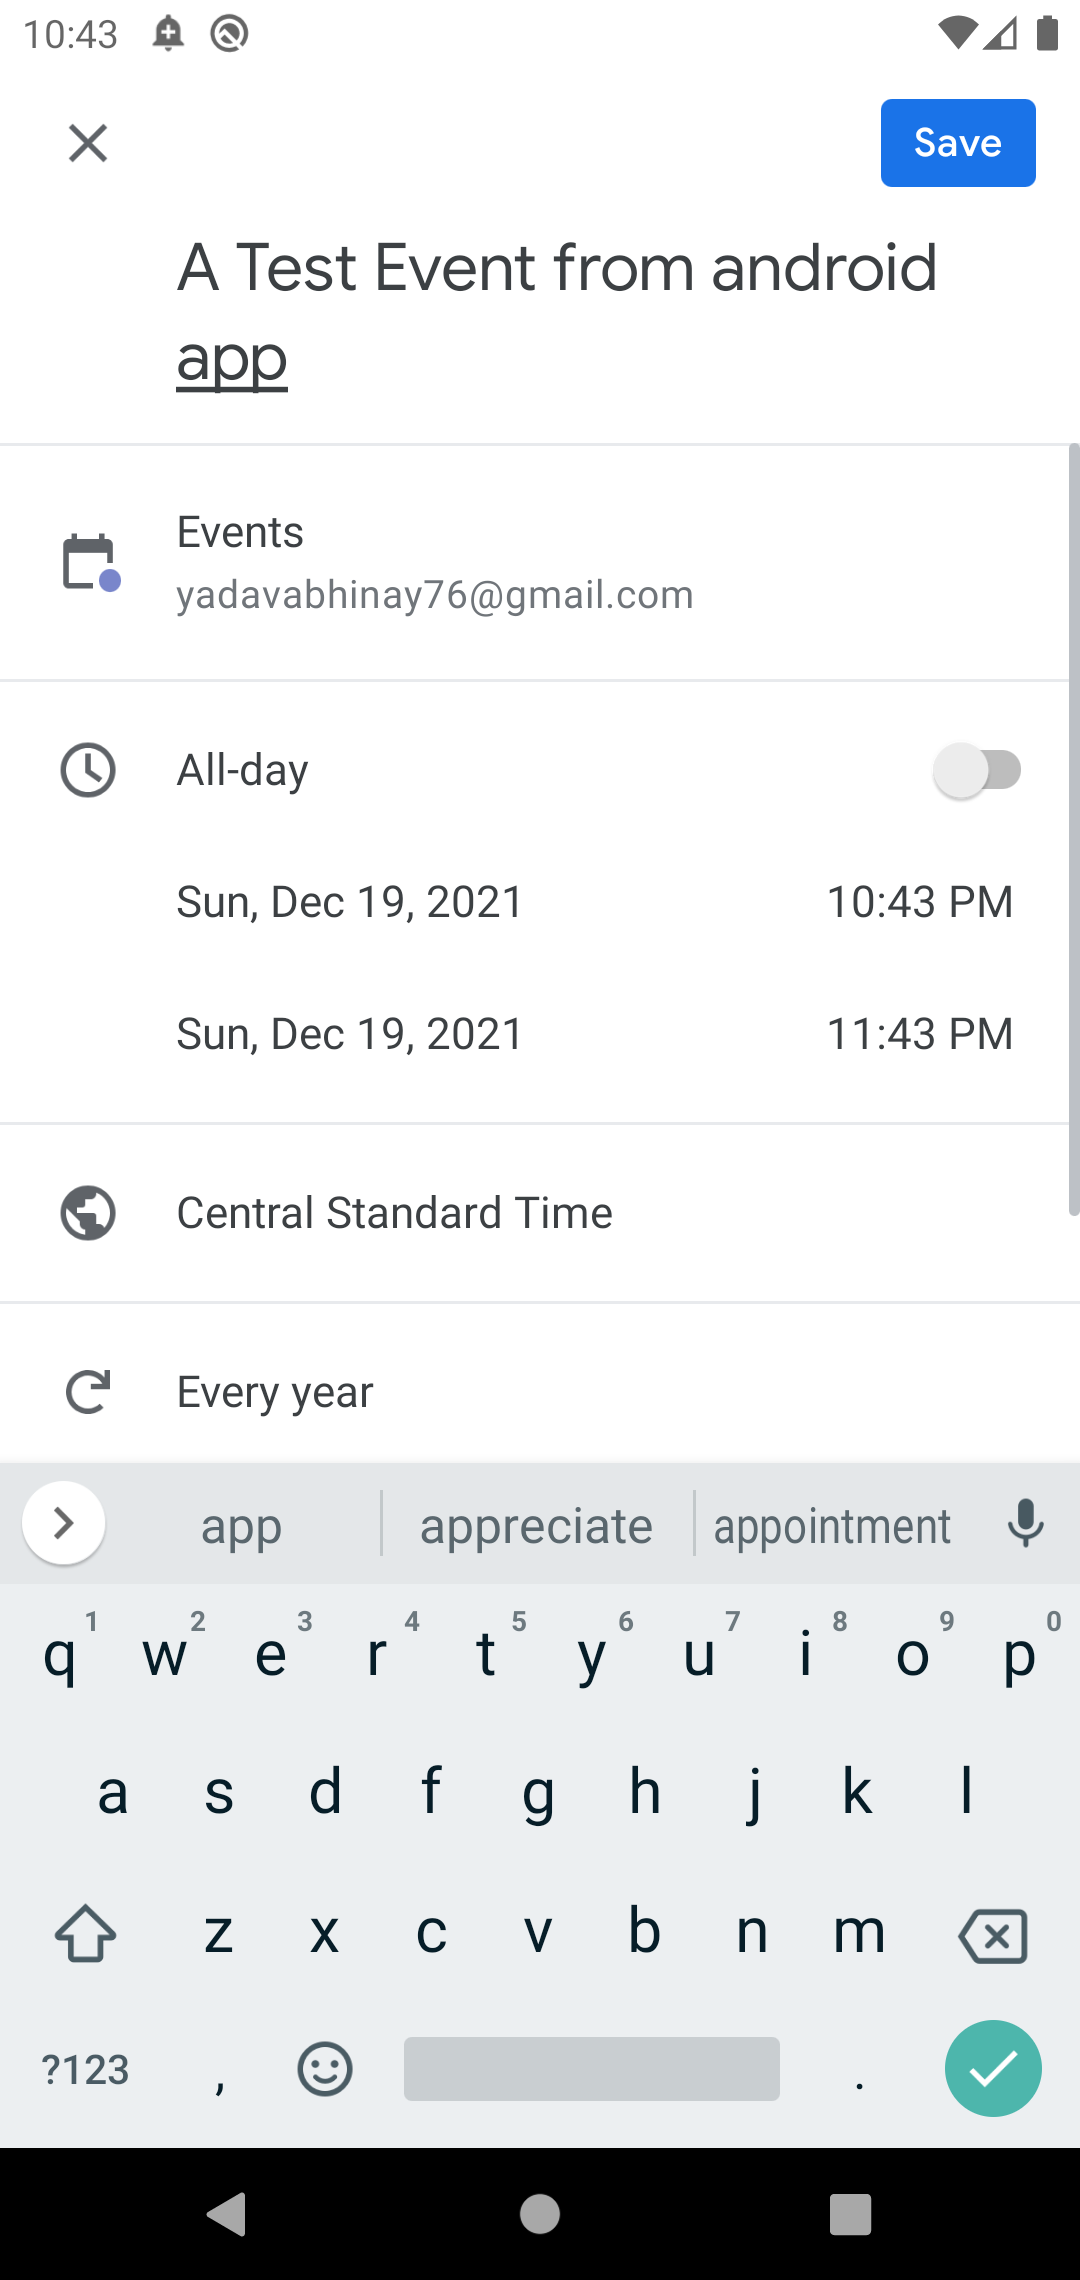 10:43
Save
A Test Event from android
app
Events
yadavabhinay76@gmail.com
All-day
Sun, Dec 19, 2021 10:43 PM
Sun, Dec 19, 2021 11:43 PM
Central Standard Time
Every year
app appreciate appointment
1 2 3 4 5 6 7 8 9 0
q w e r t y u i o p
a s d f g h j k l
z x c v b n m
?123 , .